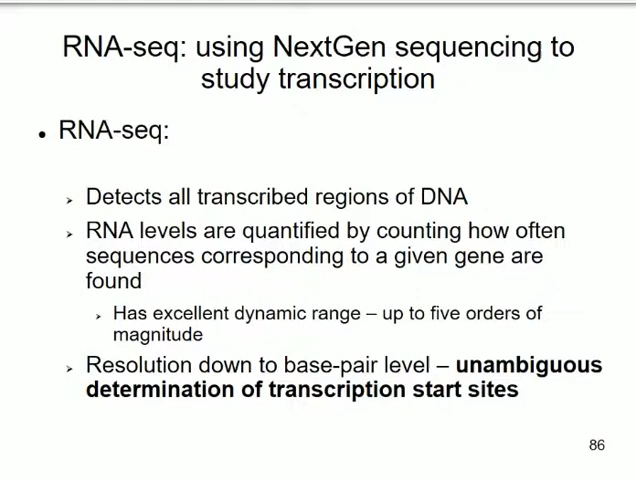 RNA-seq: using NextGen sequencing to
study transcription
• RNA-seq:
➢ Detects all transcribed regions of DNA
➢ RNA levels are quantified by counting how often
sequences corresponding to a given gene are
found
➢ Has excellent dynamic range – up to five orders of
magnitude
➢ Resolution down to base-pair level – unambiguous
determination of transcription start sites
86